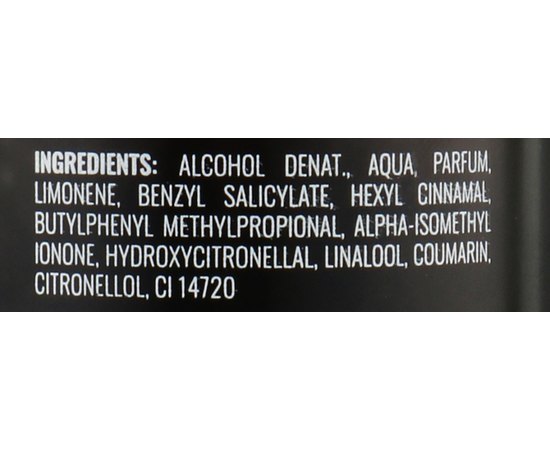 INGREDIENTS: ALCOHOL DENAT., AQUA, PARFUM,
LIMONENE, BENZYL SALICYLATE, HEXYL CINNAMAL,
BUTYLPHENYL METHYLPROPIONAL, ALPHA-ISOMETHYL
IONONE, HYDROXYCITRONELLAL, LINALOOL, COUMARIN,
CITRONELLOL, CI 14720